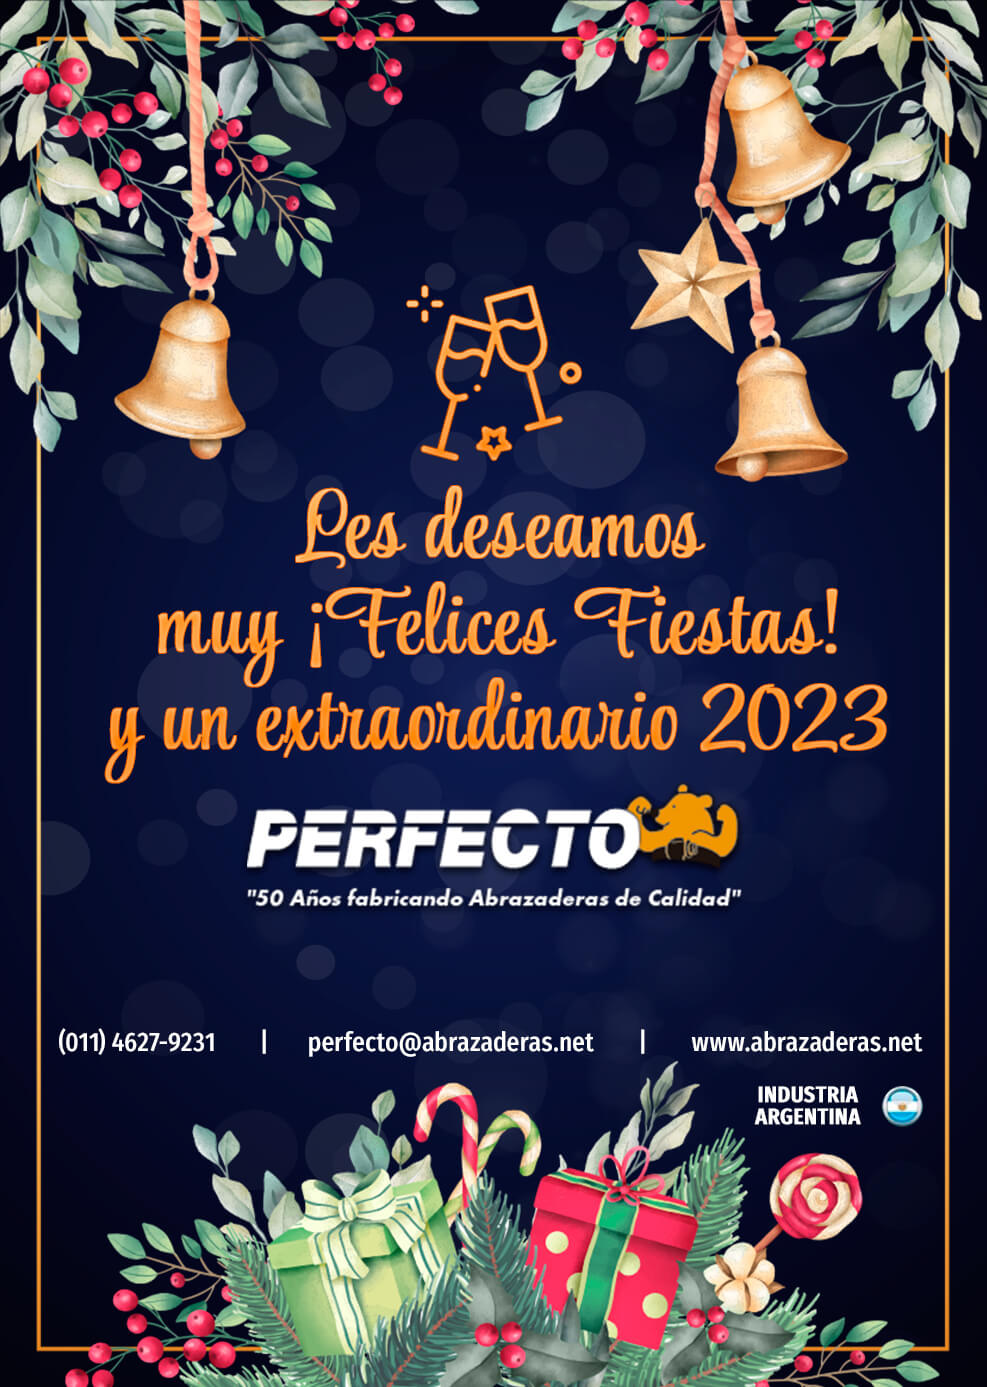 Les deseamos
muy ¡Felices Fiestas!
y un extraordinario 2023
PERFECTO
"50 Años fabricando Abrazaderas de Calidad"
(011) 4627-9231 | perfecto@abrazaderas.net | www.abrazaderas.net
INDUSTRIA
ARGENTINA